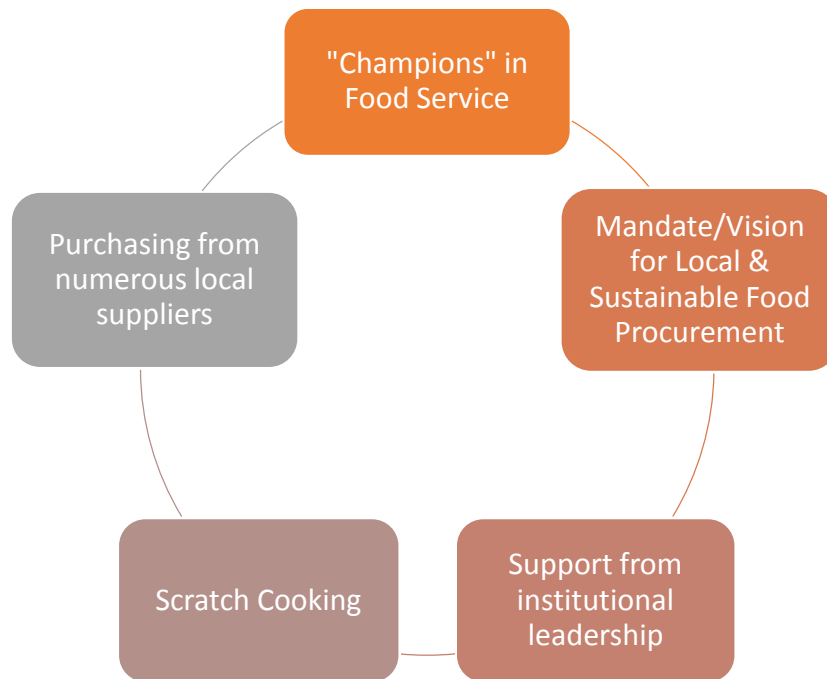 "Champions" in
Food Service
Mandate/Vision
for Local &
Sustainable Food
Procurement
Support from
institutional
leadership
Scratch Cooking
Purchasing from
numerous local
suppliers